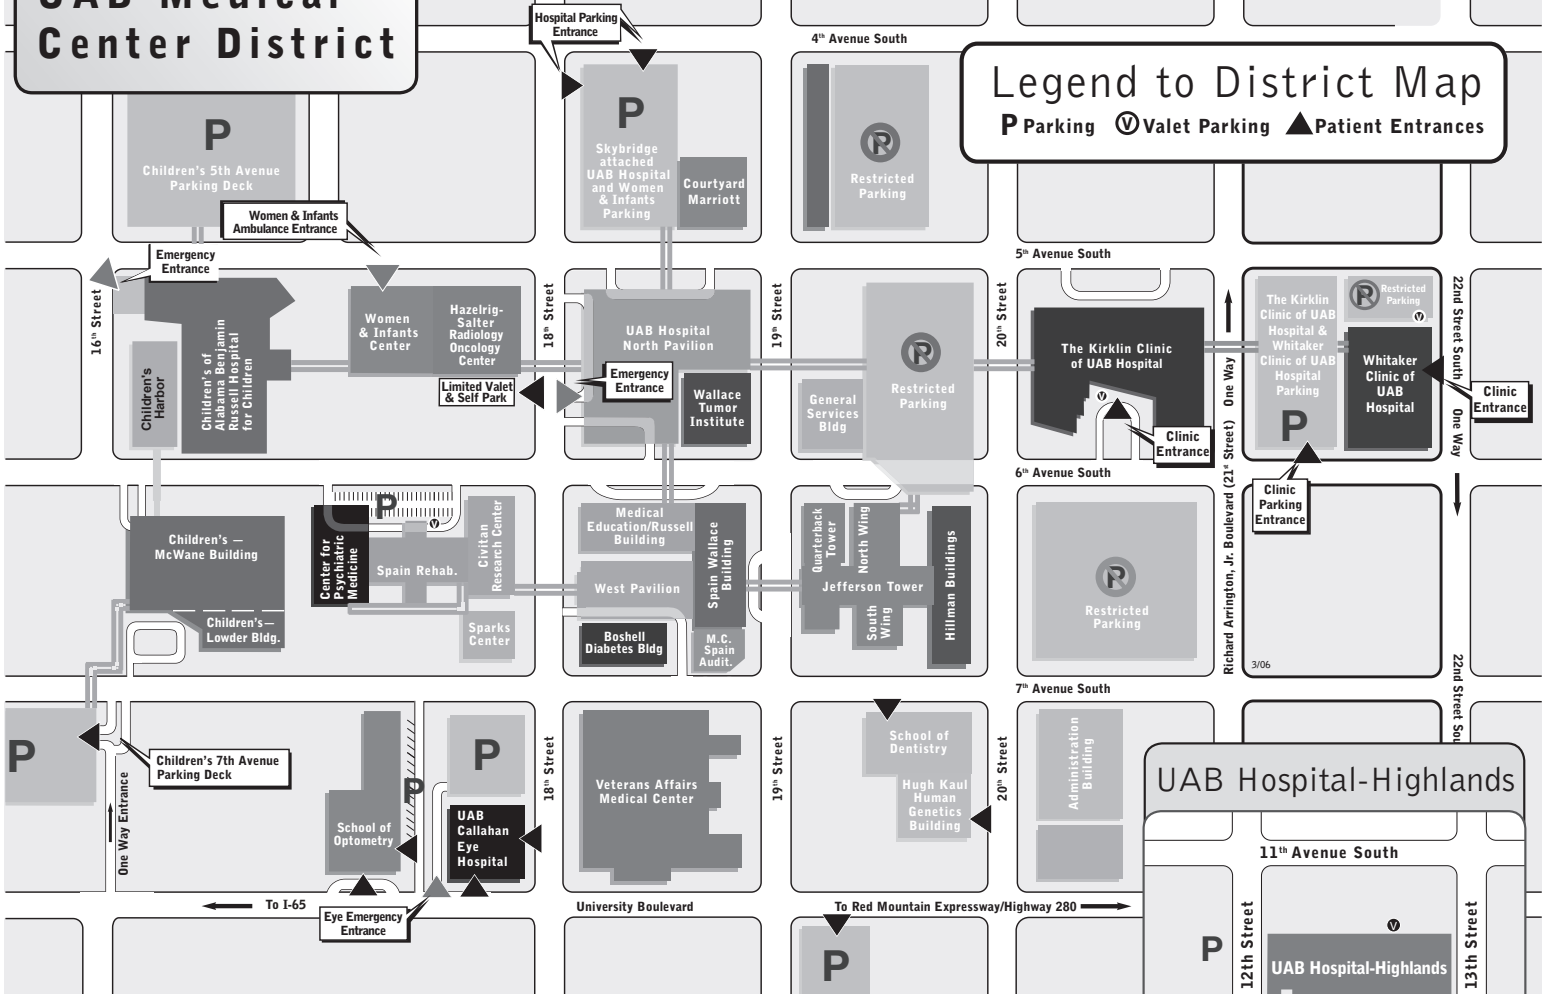 UAB Medical
Center District
Hospital Parking
Entrance
4th Avenue South
Legend to District Map
P Parking
V Valet Parking
Patient Entrances
P
Children's 5th Avenue
Parking Deck
P
Skybridge
attached
UAB Hospital
and Women
& Infants
Parking
Courtyard
Marriott
P
Restricted
Parking
Women & Infants
Ambulance Entrance
Emergency
Entrance
5th Avenue South
16th Street
Children's
Harbor
Children's of
Alabama Benjamin
Russell Hospital
for Children
Women
& Infants
Center
Hazelrig-
Salter
Radiology
Oncology
Center
Limited Valet
& Self Park
18th Street
UAB Hospital
North Pavilion
Emergency
Entrance
Wallace
Tumor
Institute
19th Street
General
Services
Bldg
P
Restricted
Parking
20th Street
The Kirklin Clinic
of UAB Hospital
V
Clinic
Entrance
Richard Arrington, Jr. Boulevard (21st Street) One Way
The Kirklin
Clinic of UAB
Hospital &
Whitaker
Clinic of UAB
Hospital
Parking
P
P
Restricted
Parking
V
Whitaker
Clinic of
UAB
Hospital
22nd Street South
One Way
Clinic
Entrance
Clinic
Parking
Entrance
6th Avenue South
Children's —
McWane Building
Children's—
Lowder Bldg.
P
V
Center for
Psychiatric
Medicine
Spain Rehab.
Civitan
Research Center
Sparks
Center
Medical
Education/Russell
Building
West Pavilion
Spain Wallace
Building
Boshell
Diabetes Bldg
M.C.
Spain
Audit.
Quarterback
Tower
North Wing
Jefferson Tower
South
Wing
Hillman Buildings
P
Restricted
Parking
3/06
22nd Street Sou
7th Avenue South
P
Children's 7th Avenue
Parking Deck
One Way Entrance
School of
Optometry
P
P
UAB
Callahan
Eye
Hospital
18th Street
Veterans Affairs
Medical Center
19th Street
School of
Dentistry
Hugh Kaul
Human
Genetics
Building
20th Street
Administration
Building
To I-65
Eye Emergency
Entrance
University Boulevard
To Red Mountain Expressway/Highway 280
P
UAB Hospital-Highlands
11th Avenue South
P
12th Street
V
UAB Hospital-Highlands
13th Street